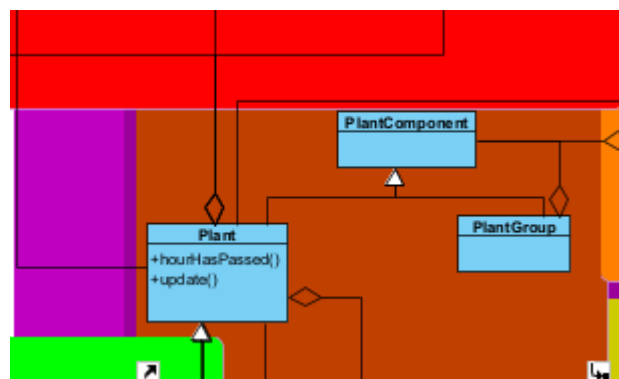 PlantComponent
PlantGroup
Plant
+hourHasPassed()
+update()